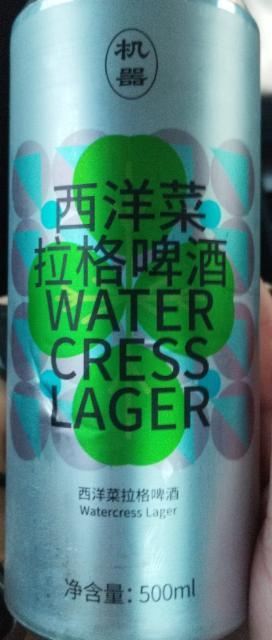 机
器
西洋菜
拉格啤酒
WATER
CRESS
LAGER
西洋菜拉格啤酒
Watercress Lager
净含量：500ml